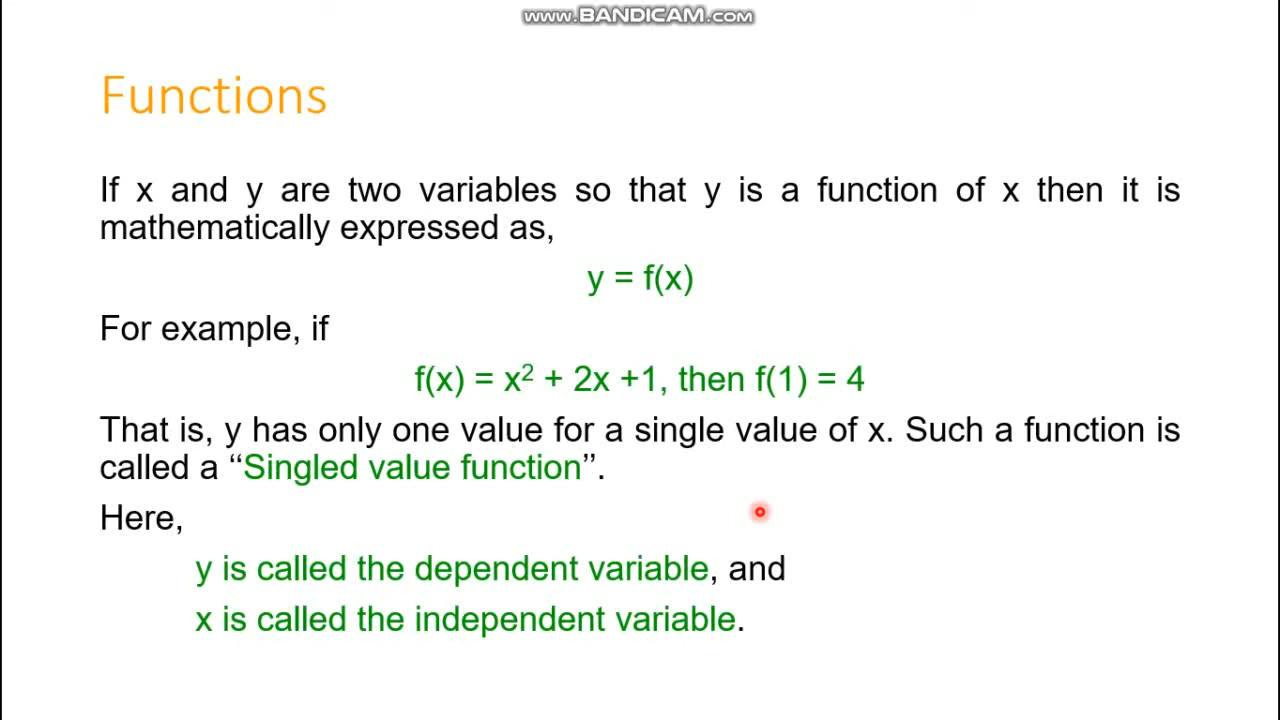 www.BANDICAM.com
Functions
If x and y are two variables so that y is a function of x then it is
mathematically expressed as,
y = f(x)
For example, if
f(x) = x² + 2x +1, then f(1) = 4
That is, y has only one value for a single value of x. Such a function is
called a “Singled value function”.
Here,
y is called the dependent variable, and
x is called the independent variable.